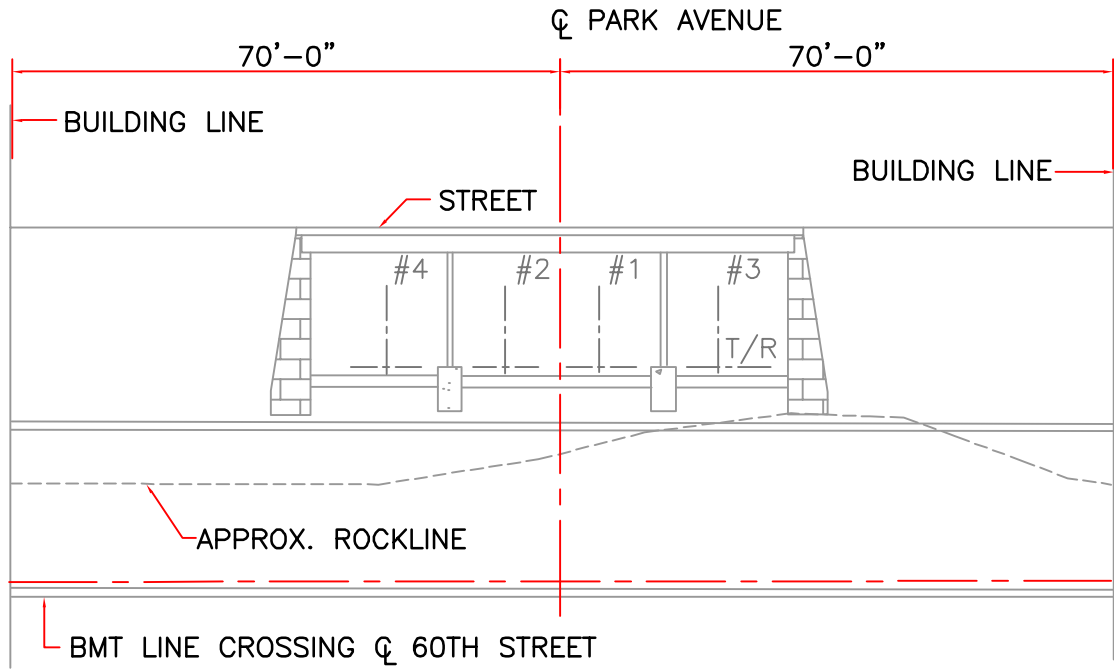 ℄ PARK AVENUE
70'-0" 70'-0"
BUILDING LINE
BUILDING LINE
STREET
#4 #2 #1 #3
T/R
APPROX. ROCKLINE
BMT LINE CROSSING ℄ 60TH STREET